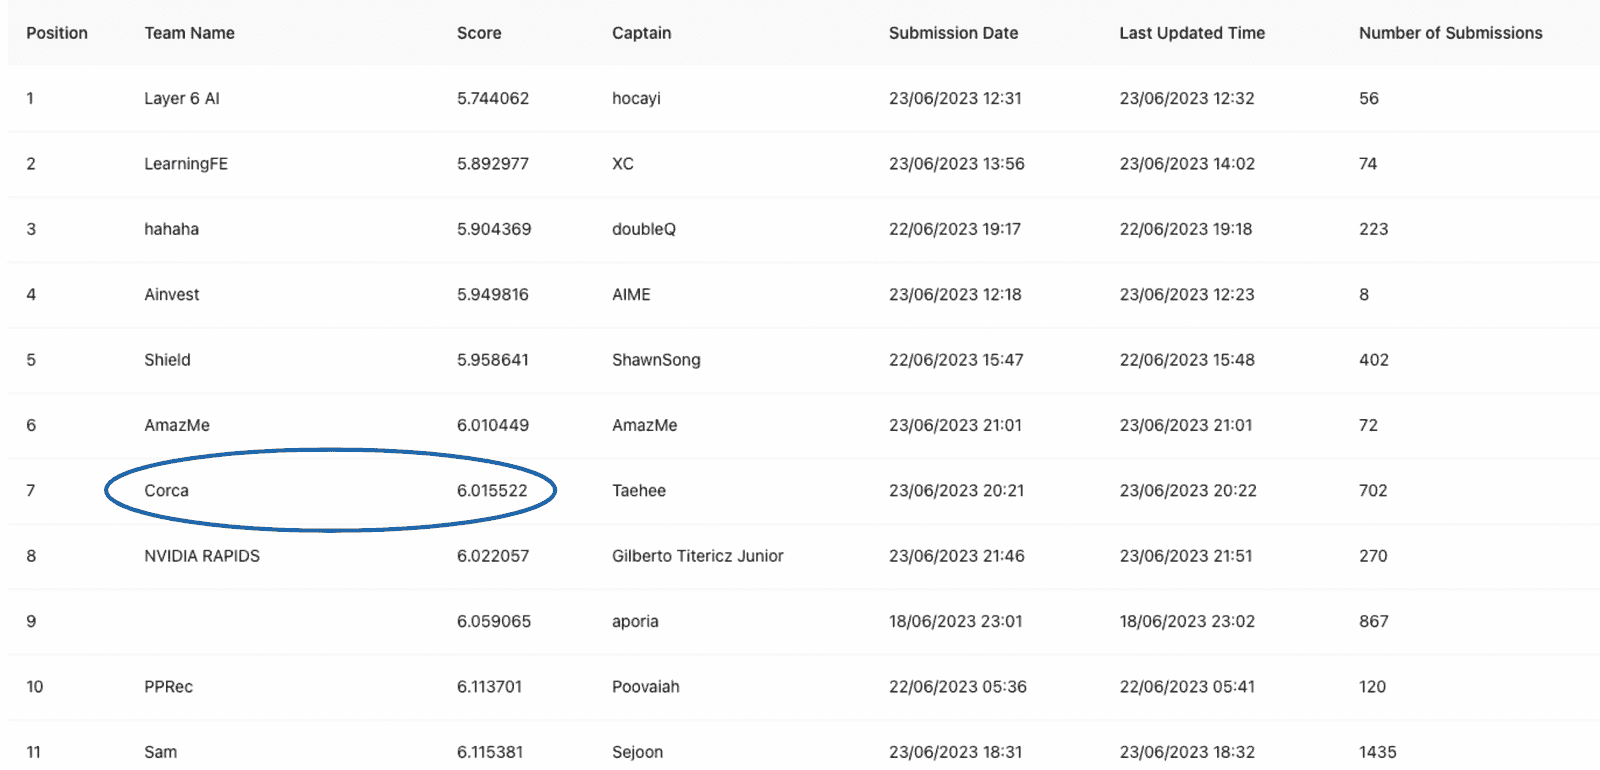 Position Team Name Score Captain Submission Date Last Updated Time Number of Submissions
1 Layer 6 AI 5.744062 hocayi 23/06/2023 12:31 23/06/2023 12:32 56
2 LearningFE 5.892977 XC 23/06/2023 13:56 23/06/2023 14:02 74
3 hahaha 5.904369 doubleQ 22/06/2023 19:17 22/06/2023 19:18 223
4 Ainvest 5.949816 AIME 23/06/2023 12:18 23/06/2023 12:23 8
5 Shield 5.958641 ShawnSong 22/06/2023 15:47 22/06/2023 15:48 402
6 AmazMe 6.010449 AmazMe 23/06/2023 21:01 23/06/2023 21:01 72
7 Corca 6.015522 Taehee 23/06/2023 20:21 23/06/2023 20:22 702
8 NVIDIA RAPIDS 6.022057 Gilberto Titericz Junior 23/06/2023 21:46 23/06/2023 21:51 270
9 6.059065 aporia 18/06/2023 23:01 18/06/2023 23:02 867
10 PPRec 6.113701 Poovaiah 22/06/2023 05:36 22/06/2023 05:41 120
11 Sam 6.115381 Sejoon 23/06/2023 18:31 23/06/2023 18:32 1435